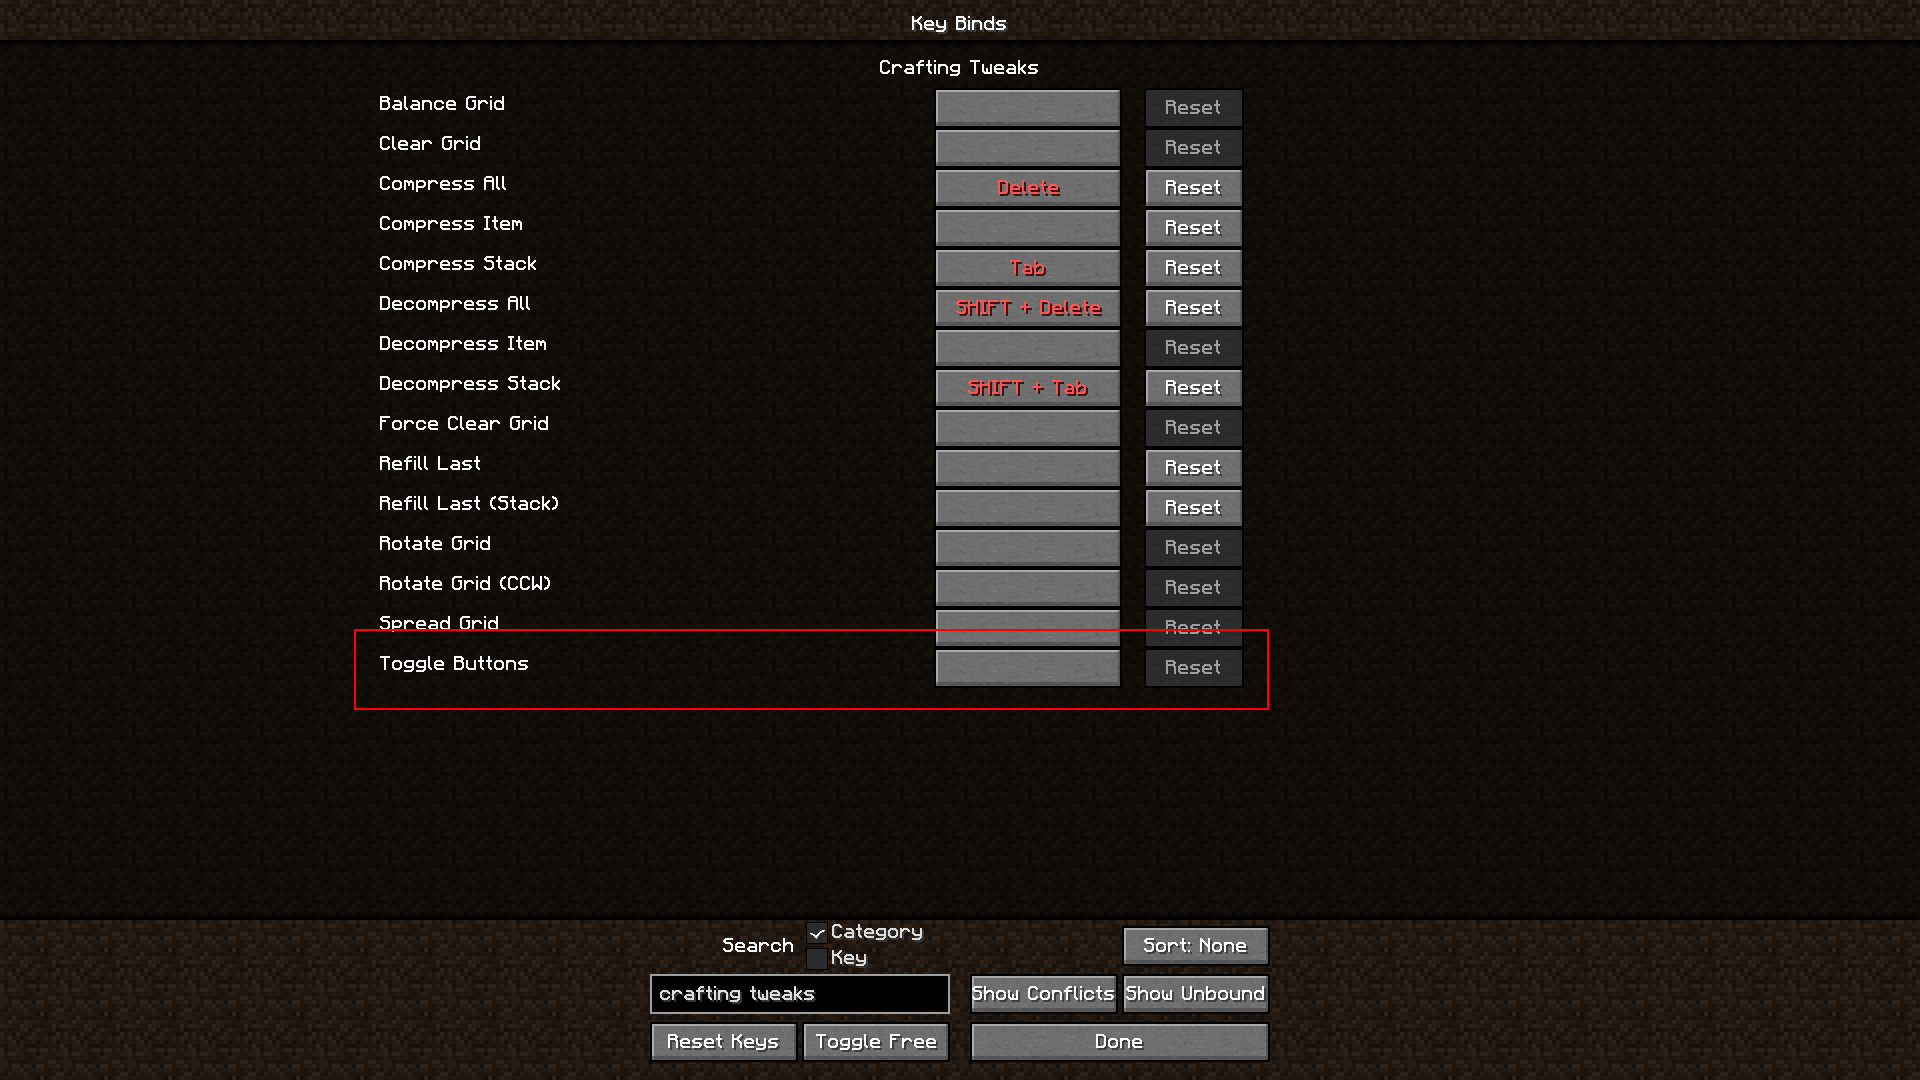 Key Binds
Crafting Tweaks
Balance Grid Reset
Clear Grid Reset
Compress All Delete Reset
Compress Item Reset
Compress Stack Tab Reset
Decompress All SHIFT + Delete Reset
Decompress Item Reset
Decompress Stack SHIFT + Tab Reset
Force Clear Grid Reset
Refill Last Reset
Refill Last (Stack) Reset
Rotate Grid Reset
Rotate Grid (CCW) Reset
Spread Grid Reset
Toggle Buttons Reset
Search Category Sort: None
Key
crafting tweaks Show Conflicts Show Unbound
Reset Keys Toggle Free Done